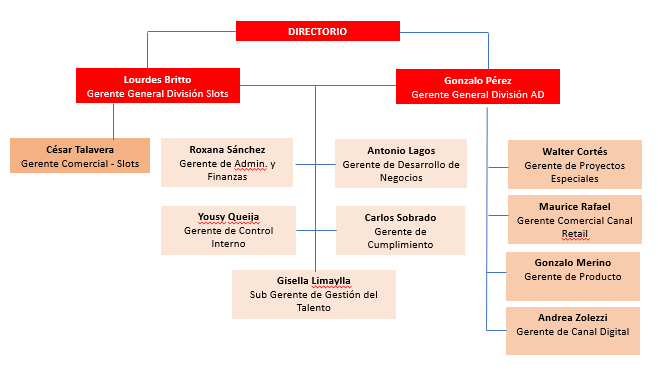 DIRECTORIO
Lourdes Britto
Gerente General División Slots
Gonzalo Pérez
Gerente General División AD
César Talavera
Gerente Comercial - Slots
Roxana Sánchez
Gerente de Admin. y
Finanzas
Antonio Lagos
Gerente de Desarrollo de
Negocios
Walter Cortés
Gerente de Proyectos
Especiales
Yousy Queija
Gerente de Control
Interno
Carlos Sobrado
Gerente de
Cumplimiento
Maurice Rafael
Gerente Comercial Canal
Retail
Gisella Limaylla
Sub Gerente de Gestión del
Talento
Gonzalo Merino
Gerente de Producto
Andrea Zolezzi
Gerente de Canal Digital